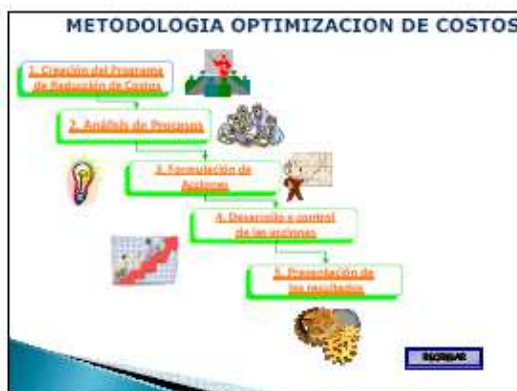 METODOLOGIA OPTIMIZACION DE COSTOS
1. Creación del Programa
de Reducción de Costos
2. Análisis de Procesos
3. Formulación de
Acciones
4. Desarrollo y control
de las acciones
5. Presentación de
los resultados
REGRESAR